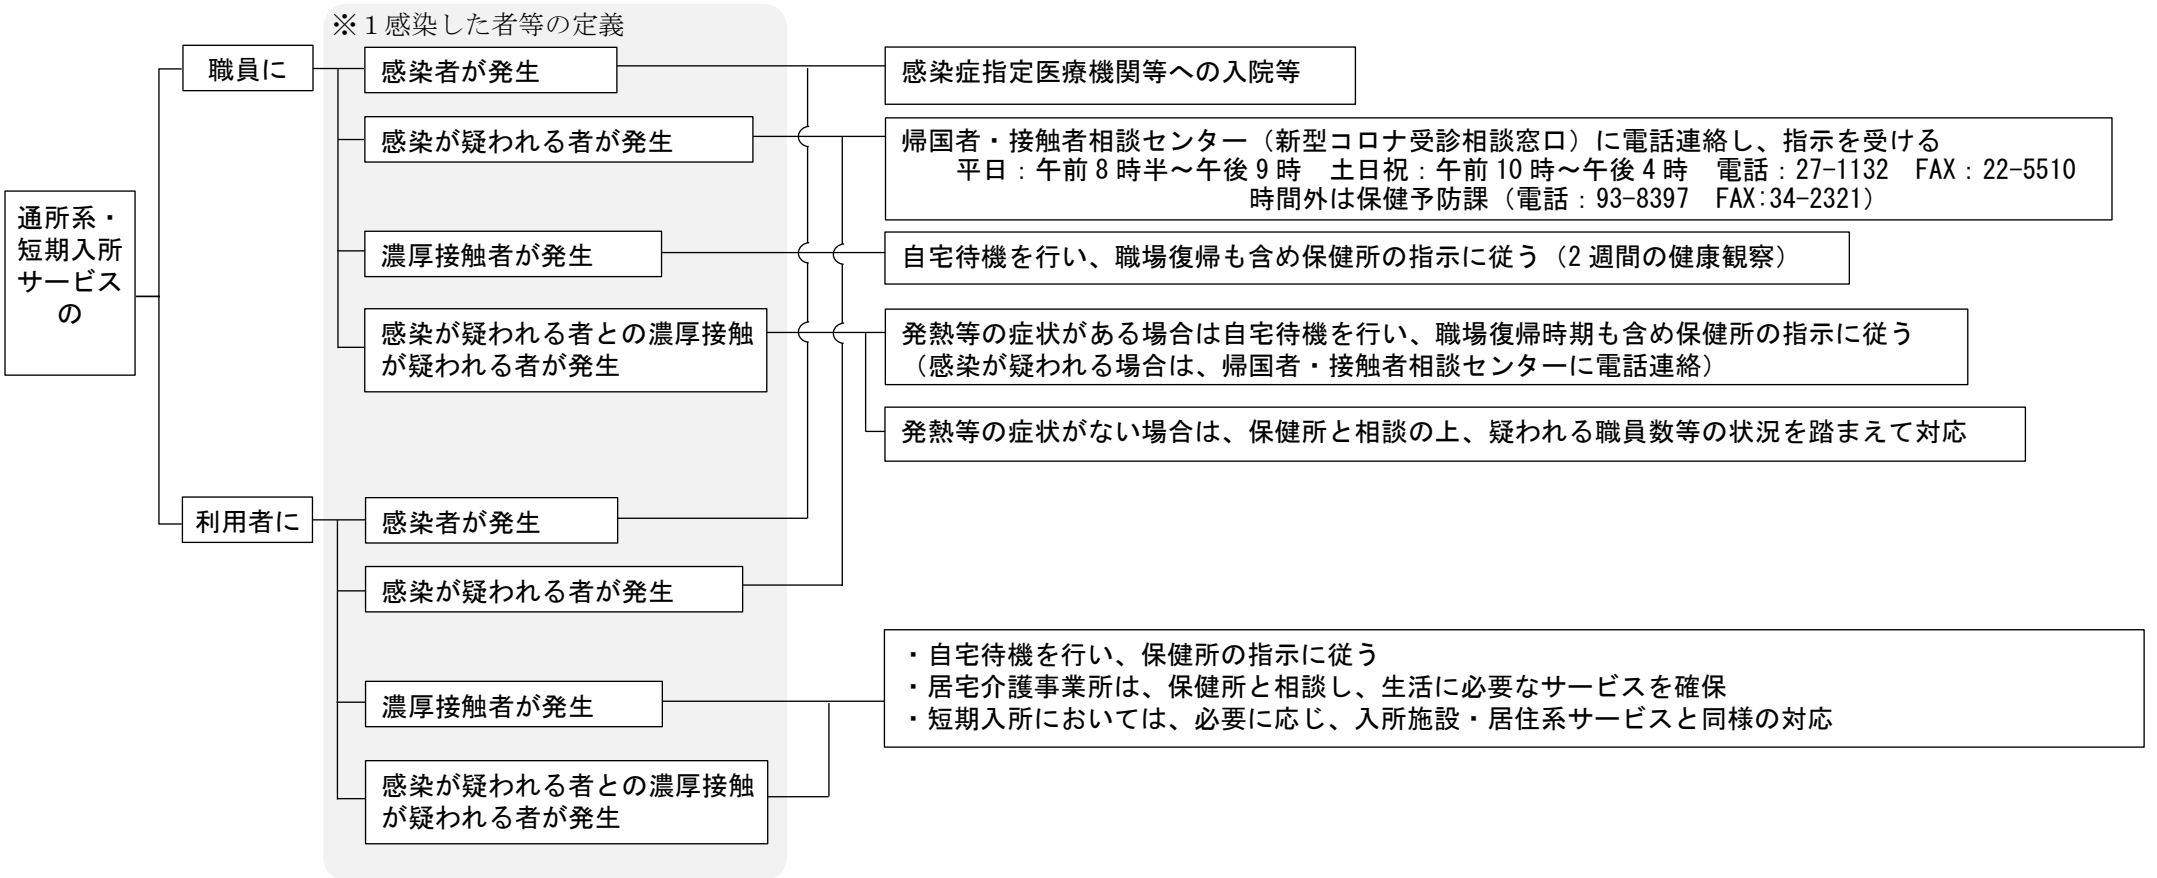 ※１感染した者等の定義
通所系・
短期入所
サービス
の
職員に
感染者が発生
感染症指定医療機関等への入院等
感染が疑われる者が発生
帰国者・接触者相談センター（新型コロナ受診相談窓口）に電話連絡し、指示を受ける
平日：午前８時半～午後９時　土日祝：午前10時～午後４時　電話：27-1132　FAX：22-5510
時間外は保健予防課（電話：93-8397　FAX:34-2321）
濃厚接触者が発生
自宅待機を行い、職場復帰も含め保健所の指示に従う（2週間の健康観察）
感染が疑われる者との濃厚接触
が疑われる者が発生
発熱等の症状がある場合は自宅待機を行い、職場復帰時期も含め保健所の指示に従う
（感染が疑われる場合は、帰国者・接触者相談センターに電話連絡）
発熱等の症状がない場合は、保健所と相談の上、疑われる職員数等の状況を踏まえて対応
利用者に
感染者が発生
感染が疑われる者が発生
濃厚接触者が発生
・自宅待機を行い、保健所の指示に従う
・居宅介護事業所は、保健所と相談し、生活に必要なサービスを確保
・短期入所においては、必要に応じ、入所施設・居住系サービスと同様の対応
感染が疑われる者との濃厚接触
が疑われる者が発生